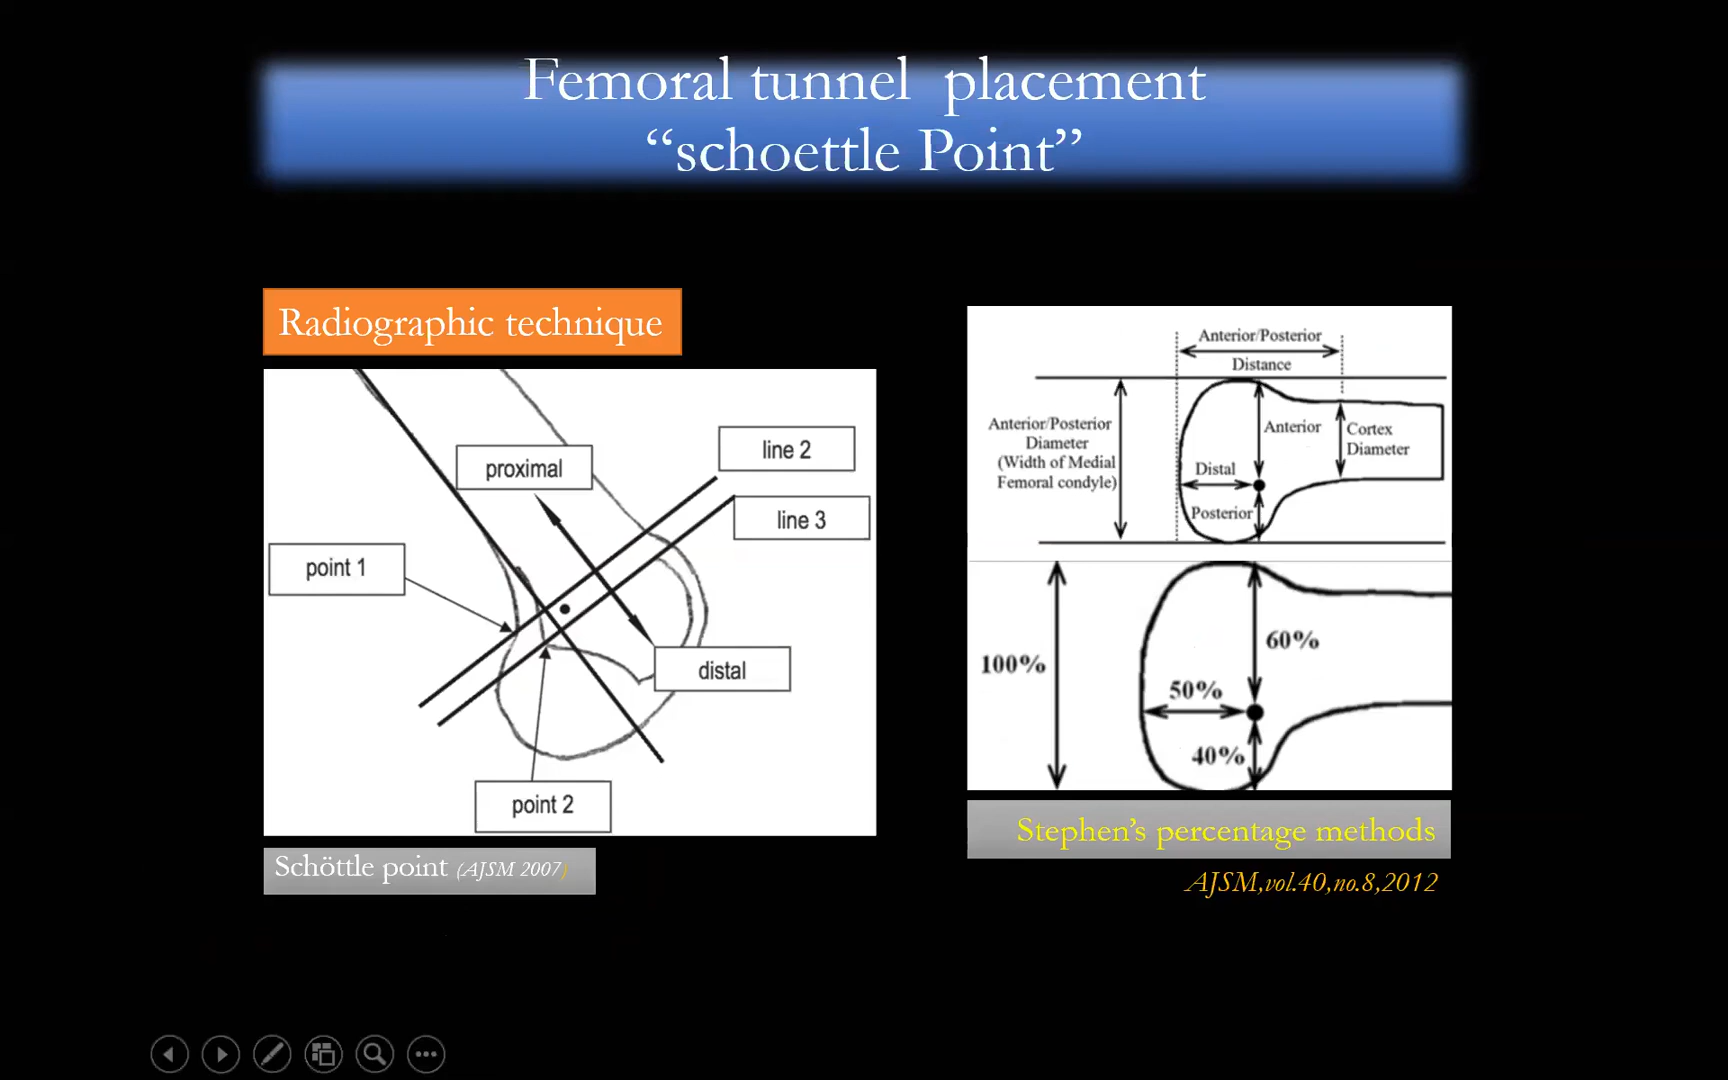 Femoral tunnel  placement
“schoettle Point”
Radiographic technique
proximal
line 2
line 3
point 1
distal
point 2
Schöttle point (AJSM 2007)
Anterior/Posterior
Distance
Anterior/Posterior
Diameter
(Width of Medial
Femoral condyle)
Anterior
Cortex
Diameter
Distal
Posterior
100%
60%
50%
40%
Stephen’s percentage methods
AJSM,vol.40,no.8,2012